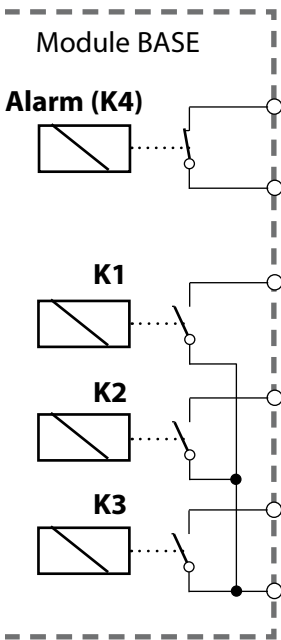 Module BASE
Alarm (K4)
K1
K2
K3